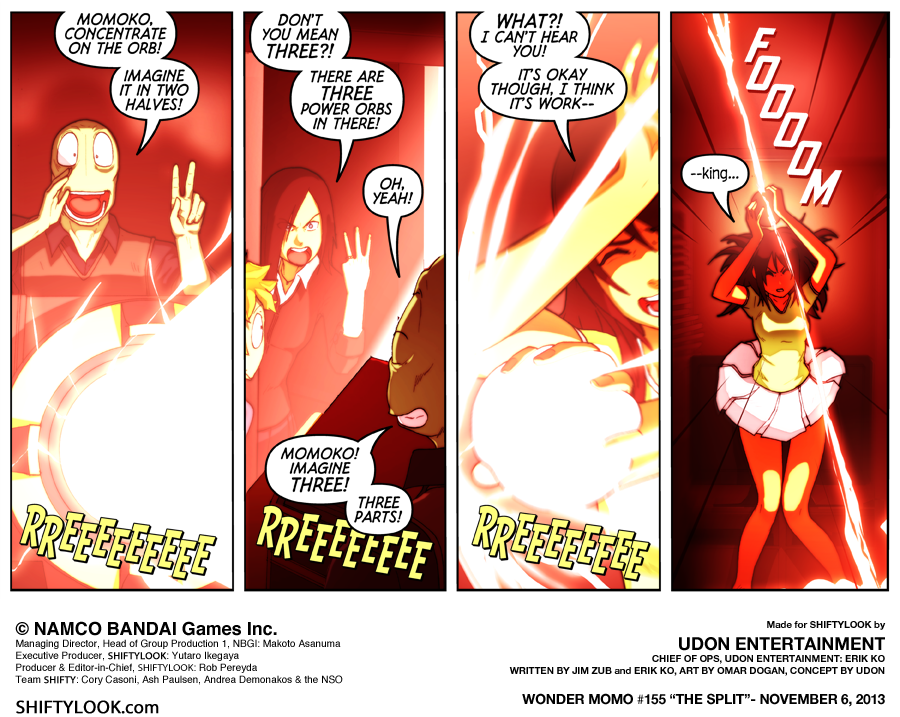 MOMOKO,
CONCENTRATE
ON THE ORB!
IMAGINE
IT IN TWO
HALVES!
RREEEEEEEEE
DON'T
YOU MEAN
THREE?!
THERE ARE
THREE
POWER ORBS
IN THERE!
OH,
YEAH!
MOMOKO!
IMAGINE
THREE!
THREE
PARTS!
RREEEEEEEE
WHAT?!
I CAN'T HEAR
YOU!
IT'S OKAY
THOUGH, I THINK
IT'S WORK--
RREEEEEEEEE
FOOOOM
--king...
© NAMCO BANDAI Games Inc.
Managing Director, Head of Group Production 1, NBGI: Makoto Asanuma
Executive Producer, SHIFTYLOOK: Yutaro Ikegaya
Producer & Editor-in-Chief, SHIFTYLOOK: Rob Pereyda
Team SHIFTY: Cory Casoni, Ash Paulsen, Andrea Demonakos & the NSO
SHIFTYLOOK.com
Made for SHIFTYLOOK by
UDON ENTERTAINMENT
CHIEF OF OPS, UDON ENTERTAINMENT: ERIK KO
WRITTEN BY JIM ZUB and ERIK KO, ART BY OMAR DOGAN, CONCEPT BY UDON
WONDER MOMO #155 "THE SPLIT"- NOVEMBER 6, 2013